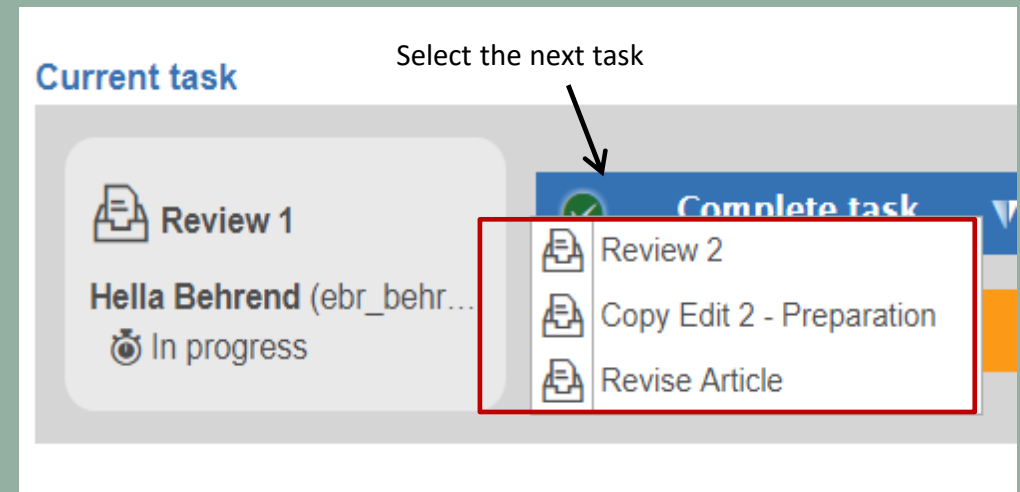 Select the next task
Current task
Review 1
Hella Behrend (ebr_behr...
In progress
Complete task
Review 2
Copy Edit 2 - Preparation
Revise Article